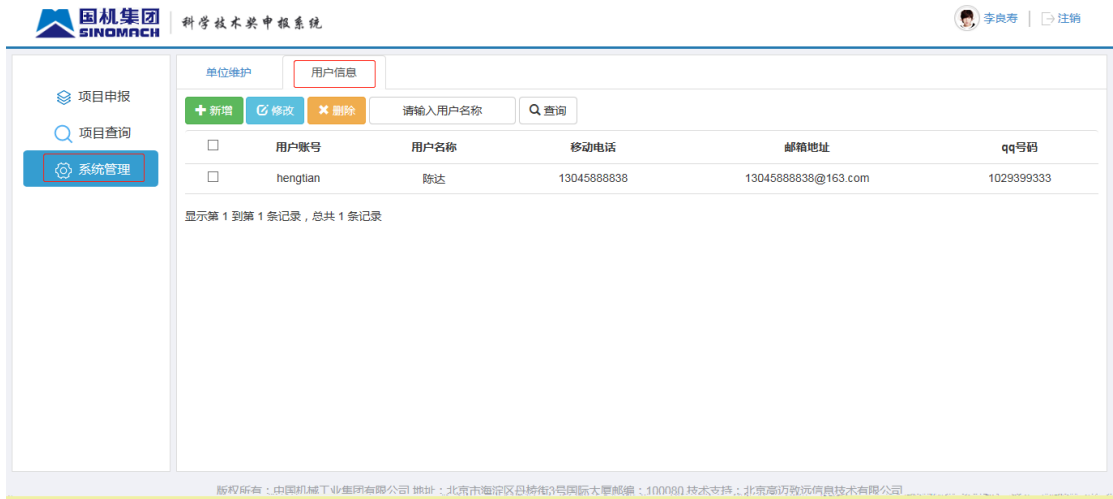 国机集团
SINOMACH
科学技术奖申报系统
李良寿
注销
项目申报
项目查询
系统管理
单位维护
用户信息
新增
修改
删除
请输入用户名称
查询
用户账号 用户名称 移动电话 邮箱地址 qq号码
hengtian 陈达 13045888838 13045888838@163.com 1029399333
显示第 1 到第 1 条记录，总共 1 条记录
版权所有：中国机械工业集团有限公司 地址：北京市海淀区丹棱街3号国际大厦邮编：100080 技术支持：北京高迈致远信息技术有限公司